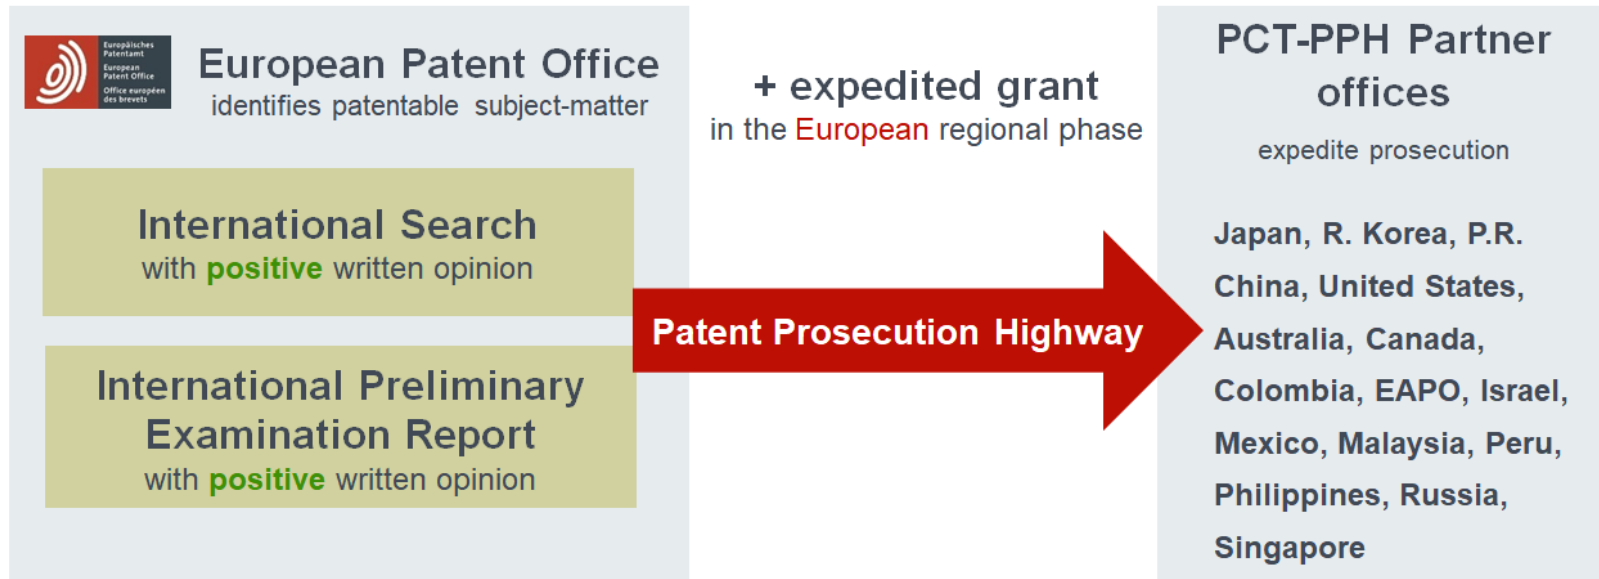 Europäisches
Patentamt
European
Patent Office
Office européen
des brevets
European Patent Office
identifies patentable subject-matter
International Search
with positive written opinion
International Preliminary
Examination Report
with positive written opinion
+ expedited grant
in the European regional phase
Patent Prosecution Highway
PCT-PPH Partner
offices
expedite prosecution
Japan, R. Korea, P.R.
China, United States,
Australia, Canada,
Colombia, EAPO, Israel,
Mexico, Malaysia, Peru,
Philippines, Russia,
Singapore